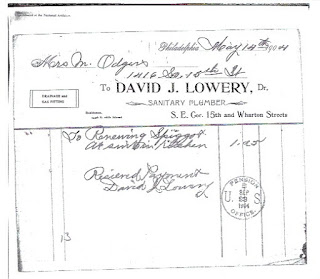 Philadelphia May 14th 1904
Mrs M. Odgers
1416 So. 15th St
To DAVID J. LOWERY, Dr.
DRAINAGE and
GAS FITTING
SANITARY PLUMBER
S. E. Cor. 15th and Wharton Streets
To Renewing Spiggot
At sink in Kitchen 1.25
Recieved Payment
David J Lowery
PENSION
U. S.
SEP
1904
OFFICE
13